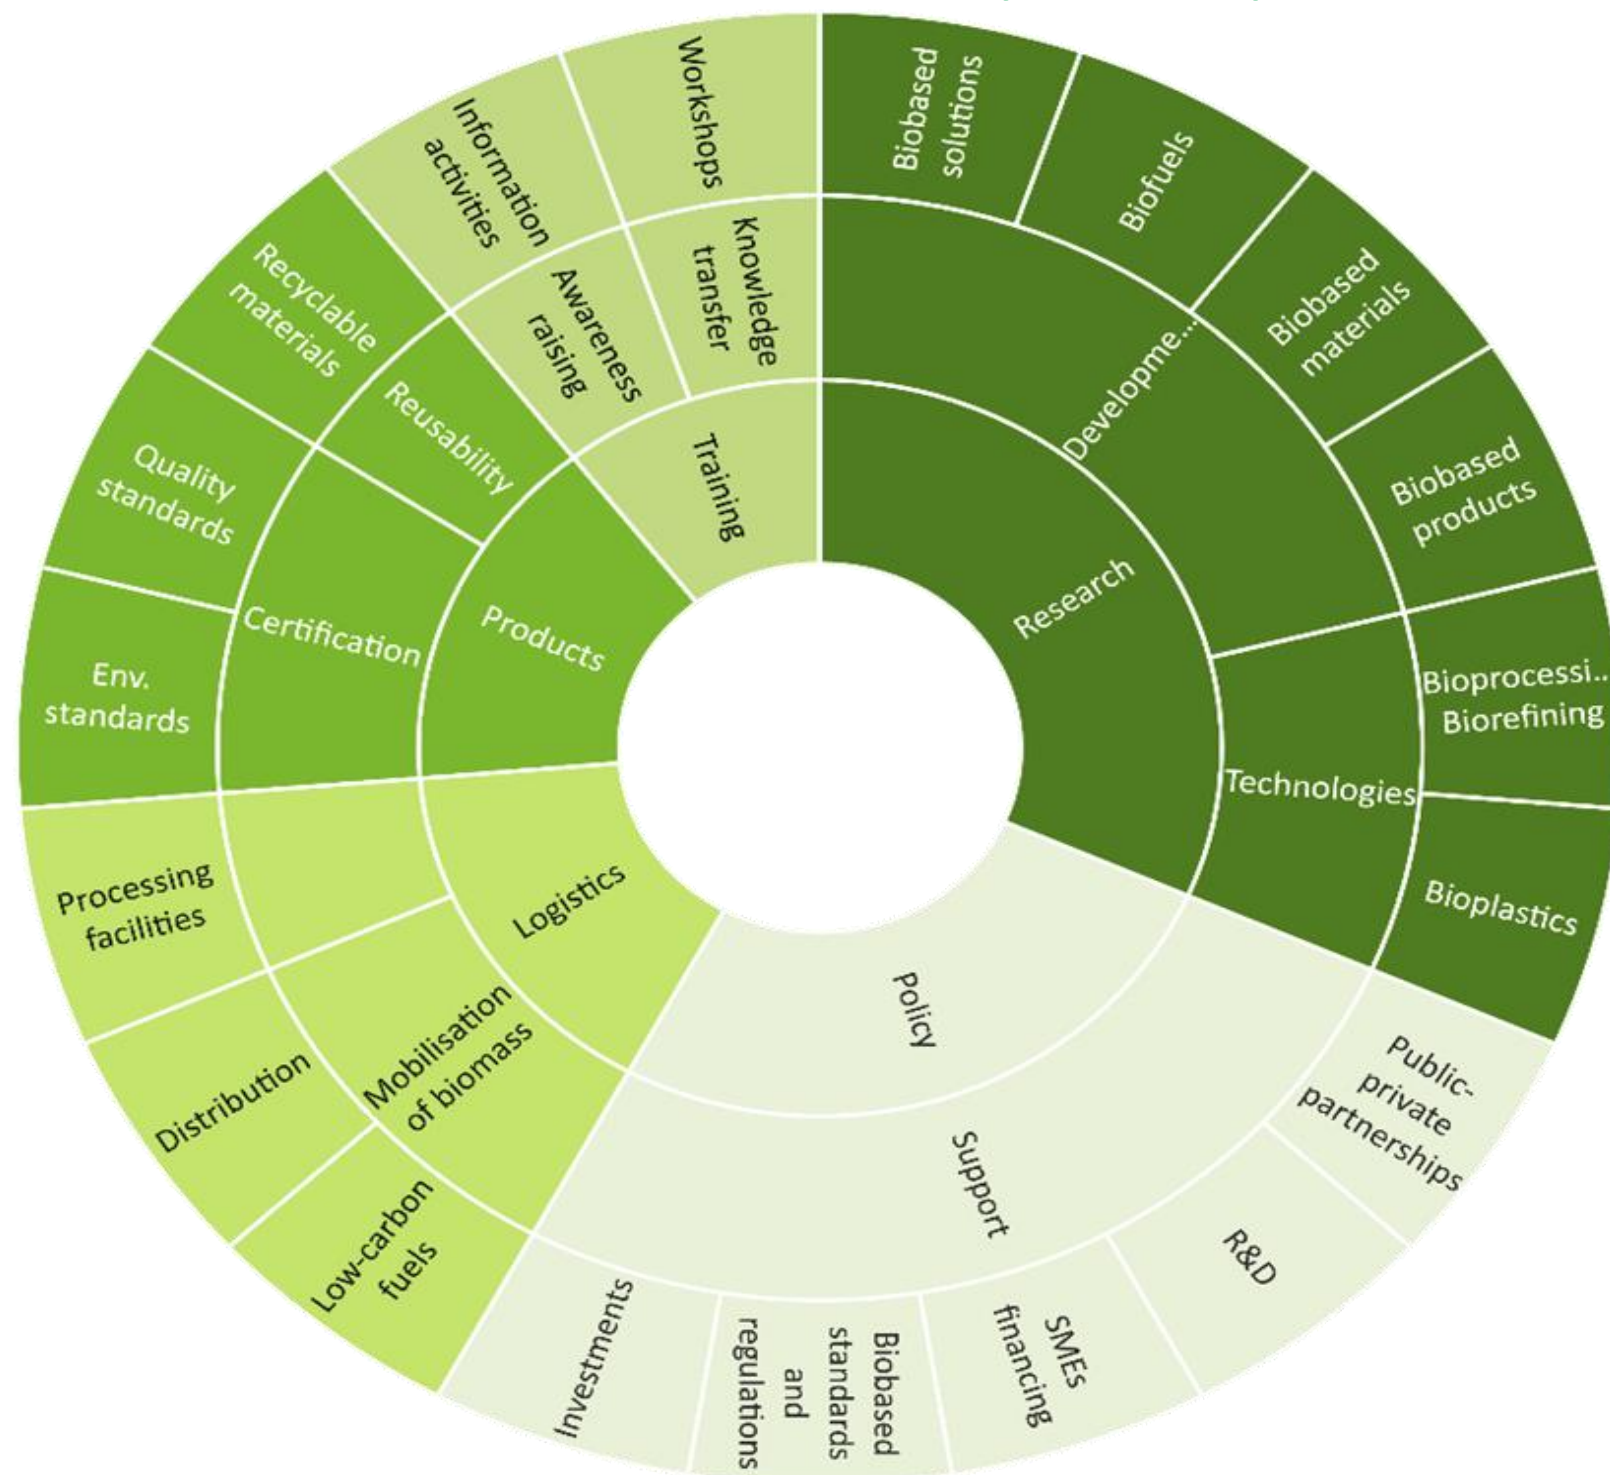 Research
Developme...
Biobased
solutions
Biofuels
Biobased
materials
Biobased
products
Technologies
Bioprocessi...
Biorefining
Bioplastics
Policy
Support
Public-
private
partnerships
R&D
SMEs
financing
Biobased
standards
and
regulations
Investments
Logistics
Mobilisation
of biomass
Low-carbon
fuels
Distribution
Processing
facilities
Products
Certification
Env.
standards
Quality
standards
Reusability
Recyclable
materials
Training
Awareness
raising
Information
activities
Knowledge
transfer
Workshops